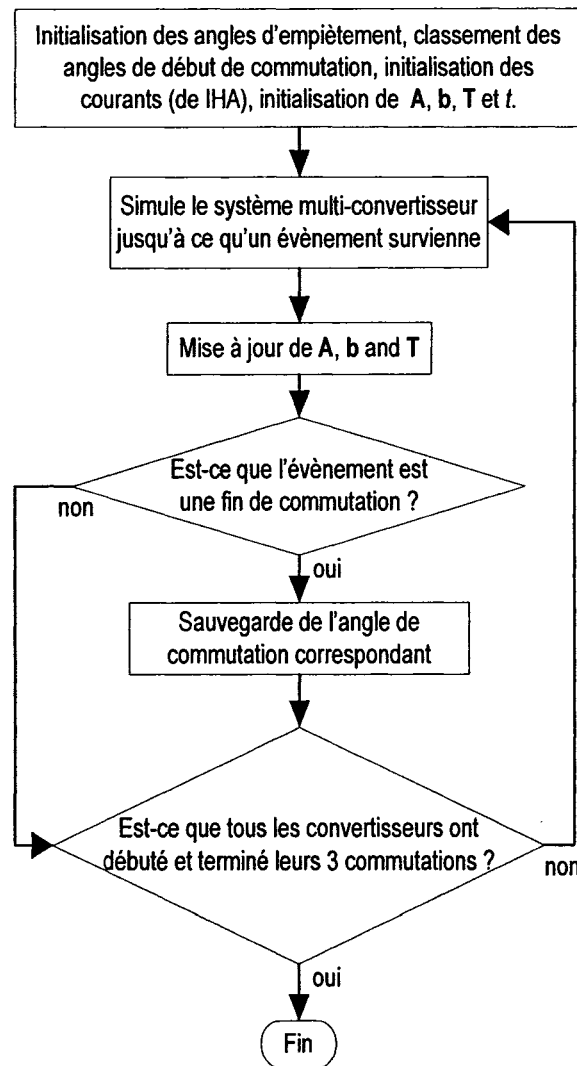 Initialisation des angles d'empiètement, classement des
angles de début de commutation, initialisation des
courants (de IHA), initialisation de A, b, T et t.
Simule le système multi-convertisseur
jusqu'à ce qu'un évènement survienne
Mise à jour de A, b and T
Est-ce que l'évènement est
une fin de commutation ?
non
oui
Sauvegarde de l'angle de
commutation correspondant
Est-ce que tous les convertisseurs ont
débuté et terminé leurs 3 commutations ?
non
oui
Fin